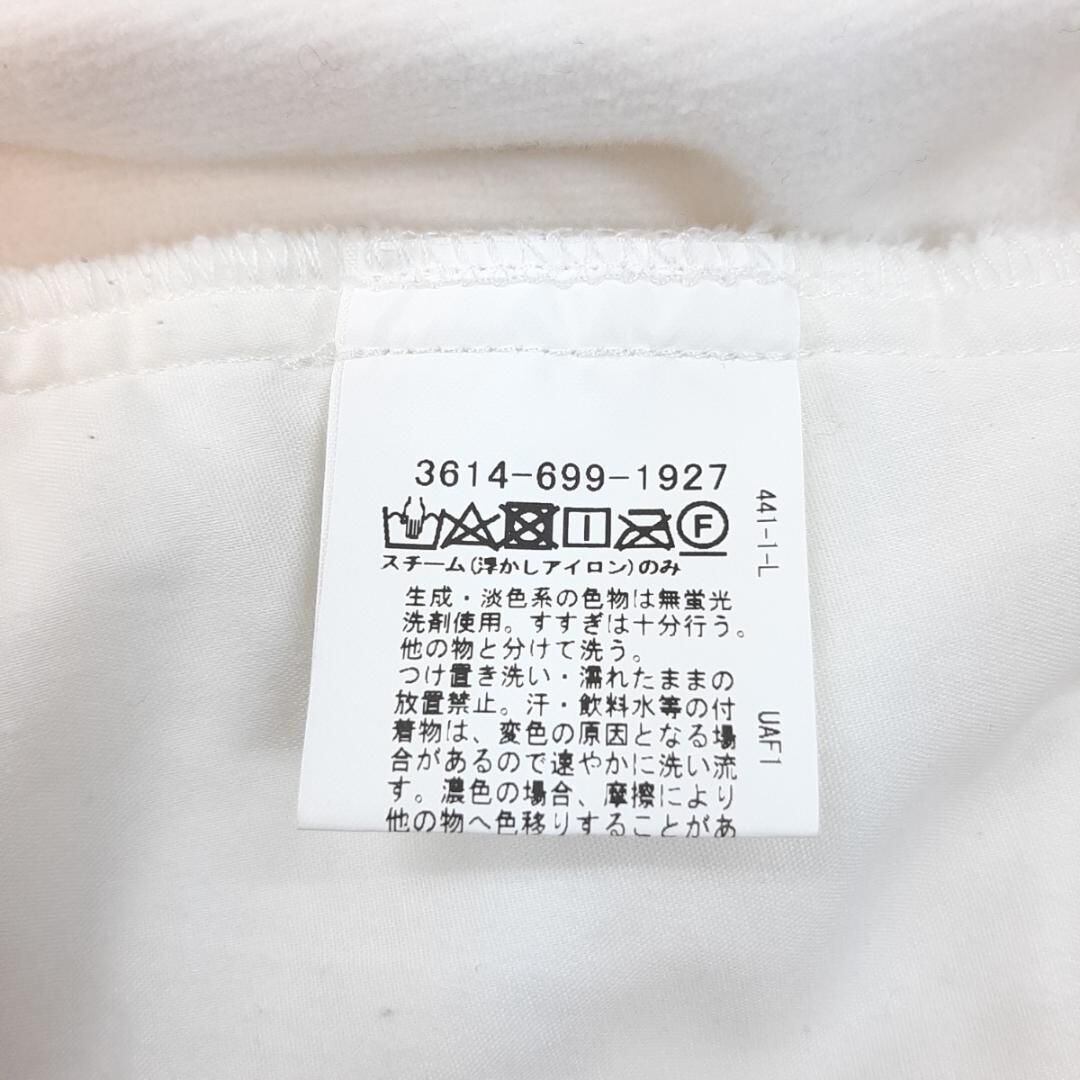 3614-699-1927
F
スチーム(浮かしアイロン)のみ
生成・淡色系の色物は無蛍光
洗剤使用。すすぎは十分行う。
他の物と分けて洗う。
つけ置き洗い・濡れたままの
放置禁止。汗・飲料水等の付
着物は、変色の原因となる場
合があるので速やかに洗い流
す。濃色の場合、摩擦により
他の物へ色移りすることがあ
441-1-L
UAF1